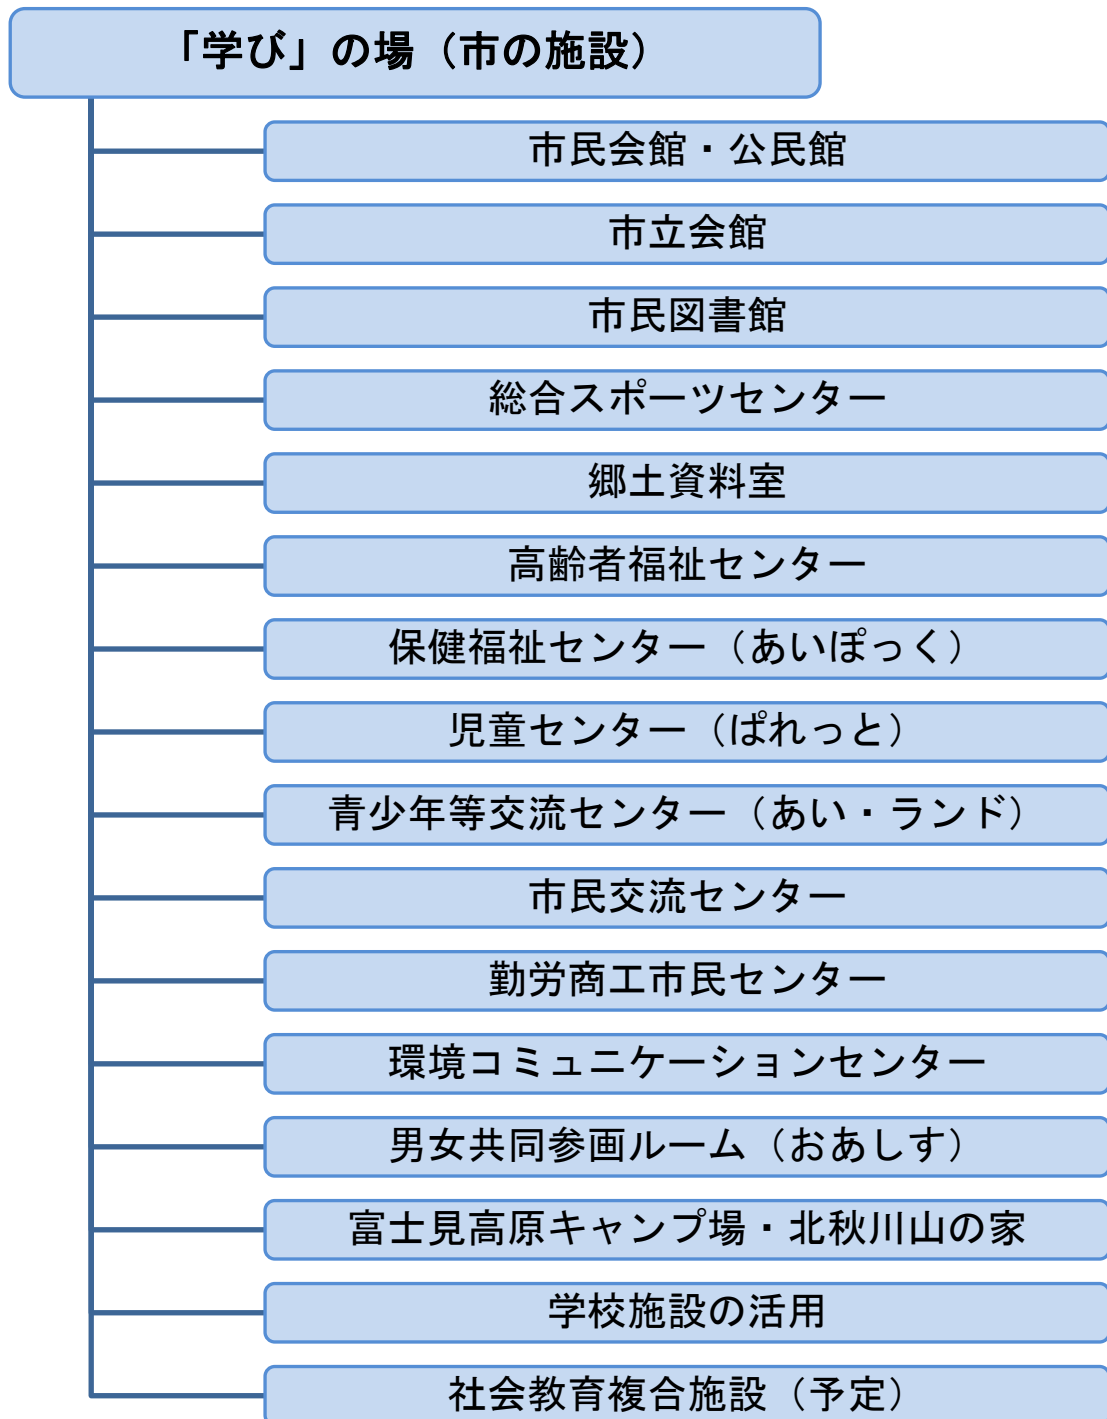 「学び」の場（市の施設）
市民会館・公民館
市立会館
市民図書館
総合スポーツセンター
郷土資料室
高齢者福祉センター
保健福祉センター（あいぽっく）
児童センター（ぱれっと）
青少年等交流センター（あい・ランド）
市民交流センター
勤労商工市民センター
環境コミュニケーションセンター
男女共同参画ルーム（おあしす）
富士見高原キャンプ場・北秋川山の家
学校施設の活用
社会教育複合施設（予定）